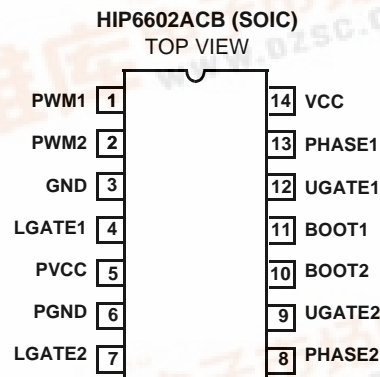 HIP6602ACB (SOIC)
TOP VIEW
PWM1 1
PWM2 2
GND 3
LGATE1 4
PVCC 5
PGND 6
LGATE2 7
14 VCC
13 PHASE1
12 UGATE1
11 BOOT1
10 BOOT2
9 UGATE2
8 PHASE2